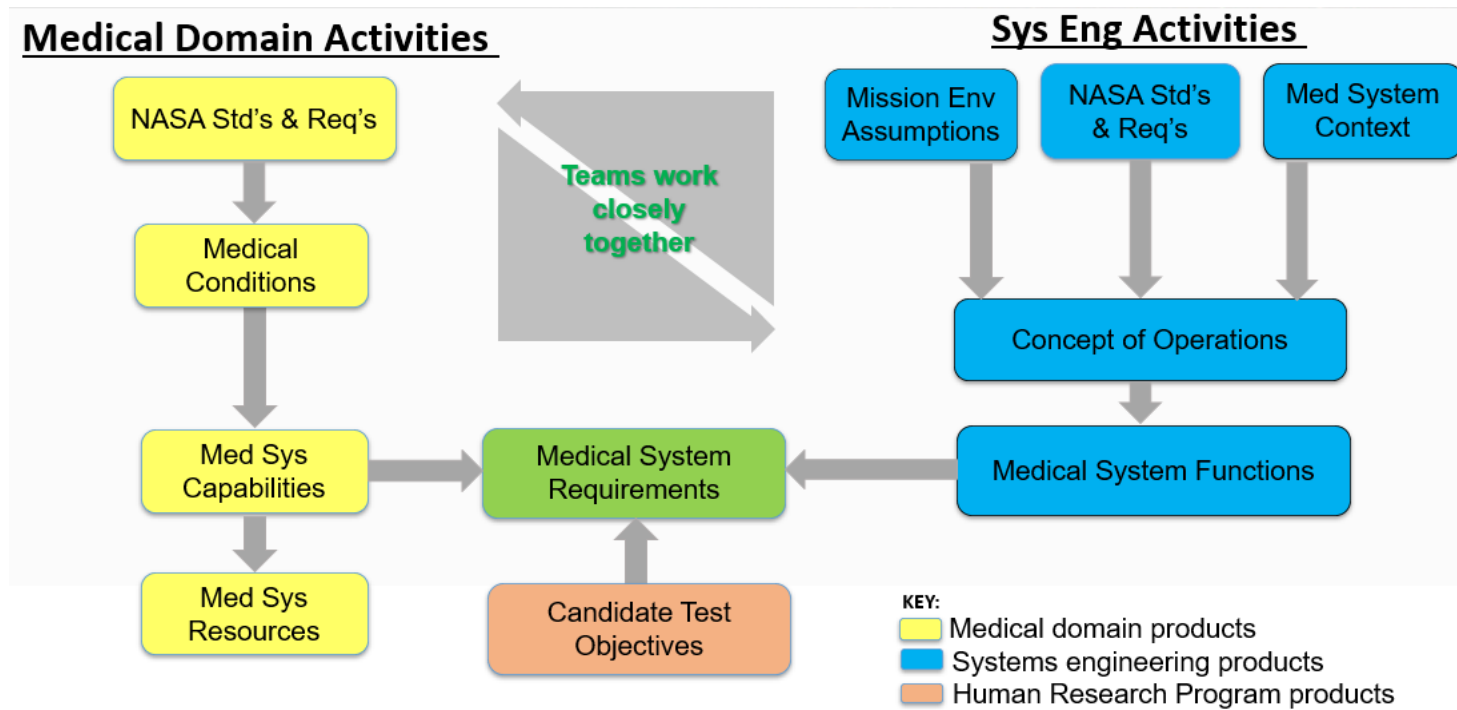 Medical Domain Activities
Sys Eng Activities
NASA Std's & Req's
Medical
Conditions
Med Sys
Capabilities
Med Sys
Resources
Teams work
closely
together
Mission Env
Assumptions
NASA Std's
& Req's
Med System
Context
Concept of Operations
Medical System Functions
Medical System
Requirements
Candidate Test
Objectives
KEY:
Medical domain products
Systems engineering products
Human Research Program products